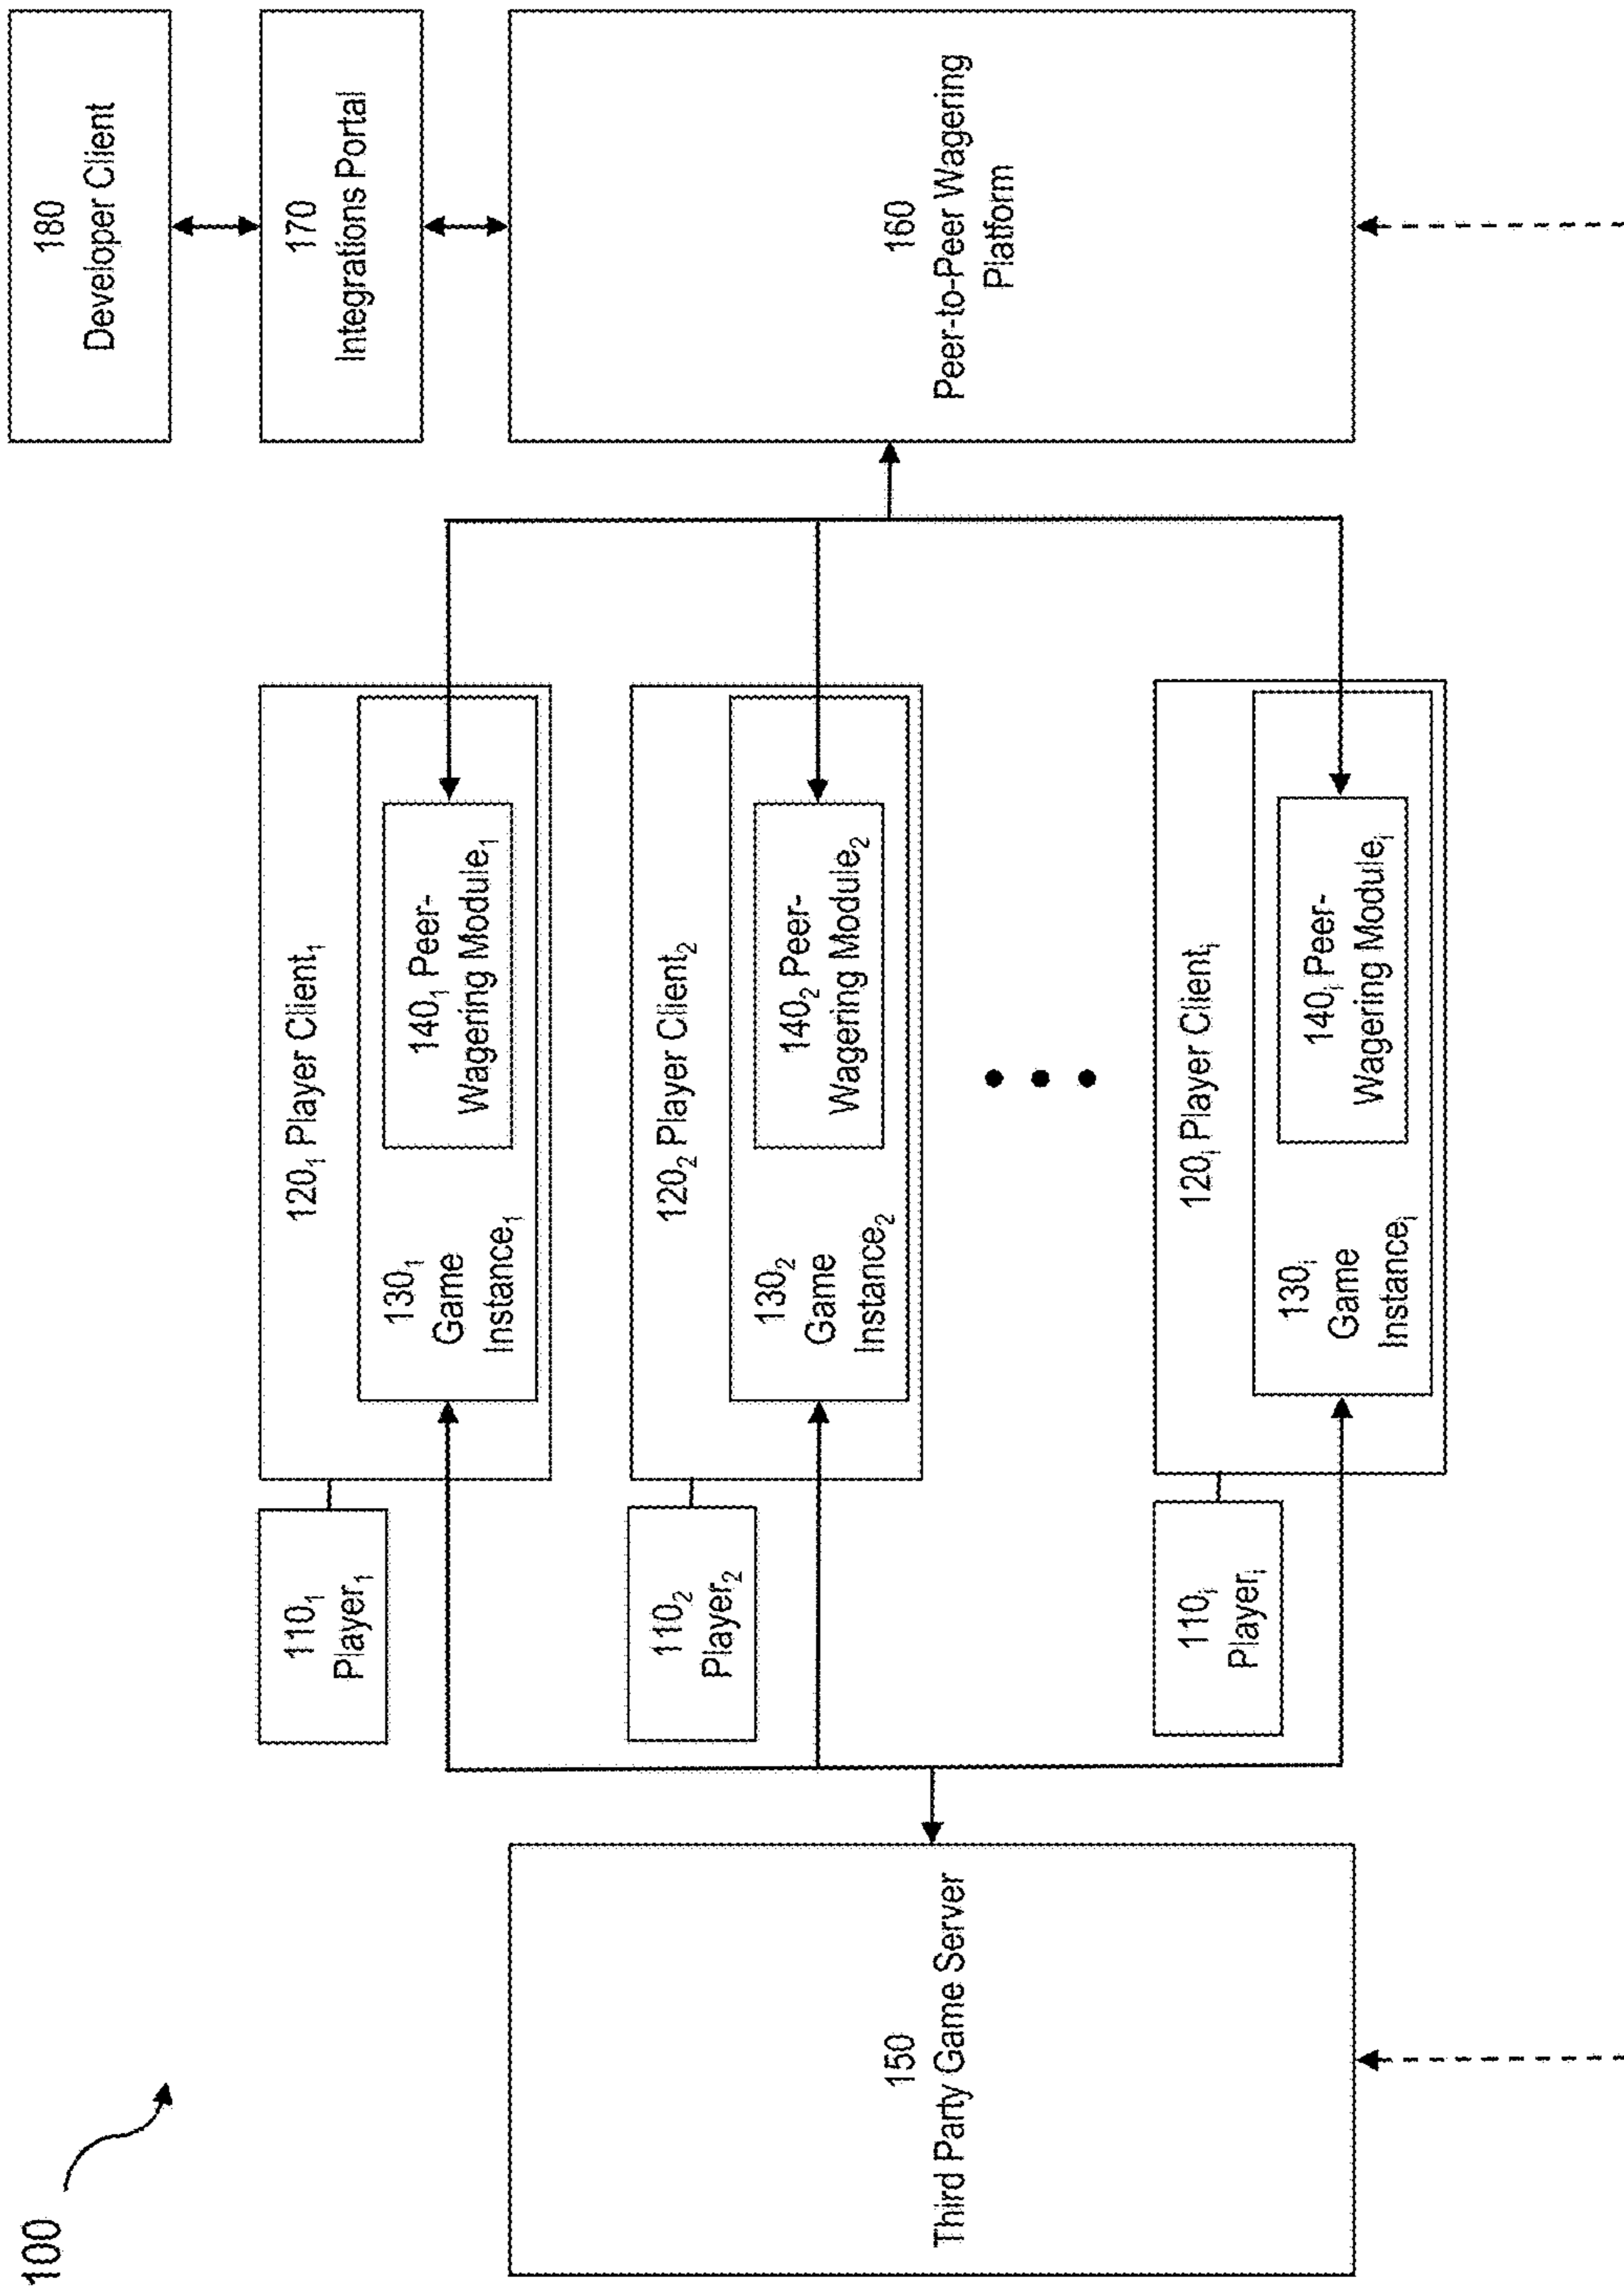 100
180
Developer Client
170
Integrations Portal
160
Peer-to-Peer Wagering
Platform
120₁ Player Client₁
140₁ Peer-
Wagering Module₁
130₁
Game
Instance₁
110₁
Player₁
120₂ Player Client₂
140₂ Peer-
Wagering Module₂
130₂
Game
Instance₂
110₂
Player₂
120ᵢ Player Clientᵢ
140ᵢ Peer-
Wagering Moduleᵢ
130ᵢ
Game
Instanceᵢ
110ᵢ
Playerᵢ
150
Third Party Game Server